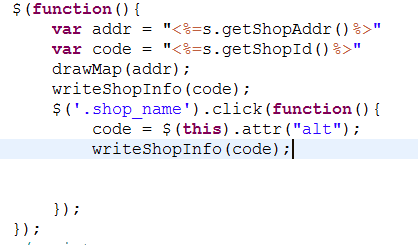 $(function(){
var addr = "<%=s.getShopAddr()%>"
var code = "<%=s.getShopId()%>"
drawMap(addr);
writeShopInfo(code);
$('.shop_name').click(function(){
code = $(this).attr("alt");
writeShopInfo(code);
});
});